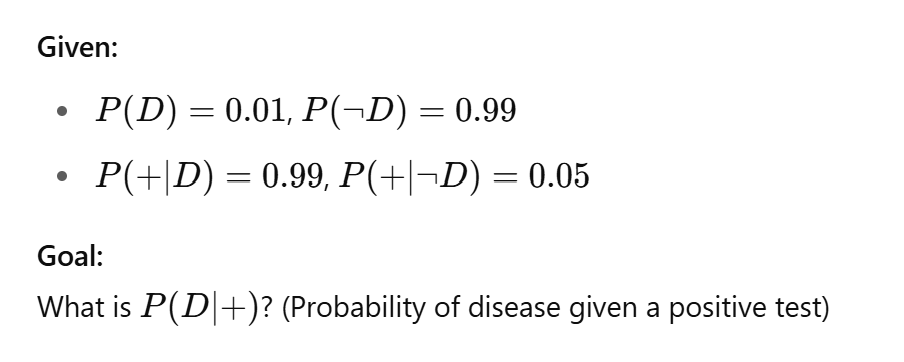 Given:
• P(D) = 0.01, P(¬D) = 0.99
• P(+|D) = 0.99, P(+|¬D) = 0.05
Goal:
What is P(D|+)? (Probability of disease given a positive test)